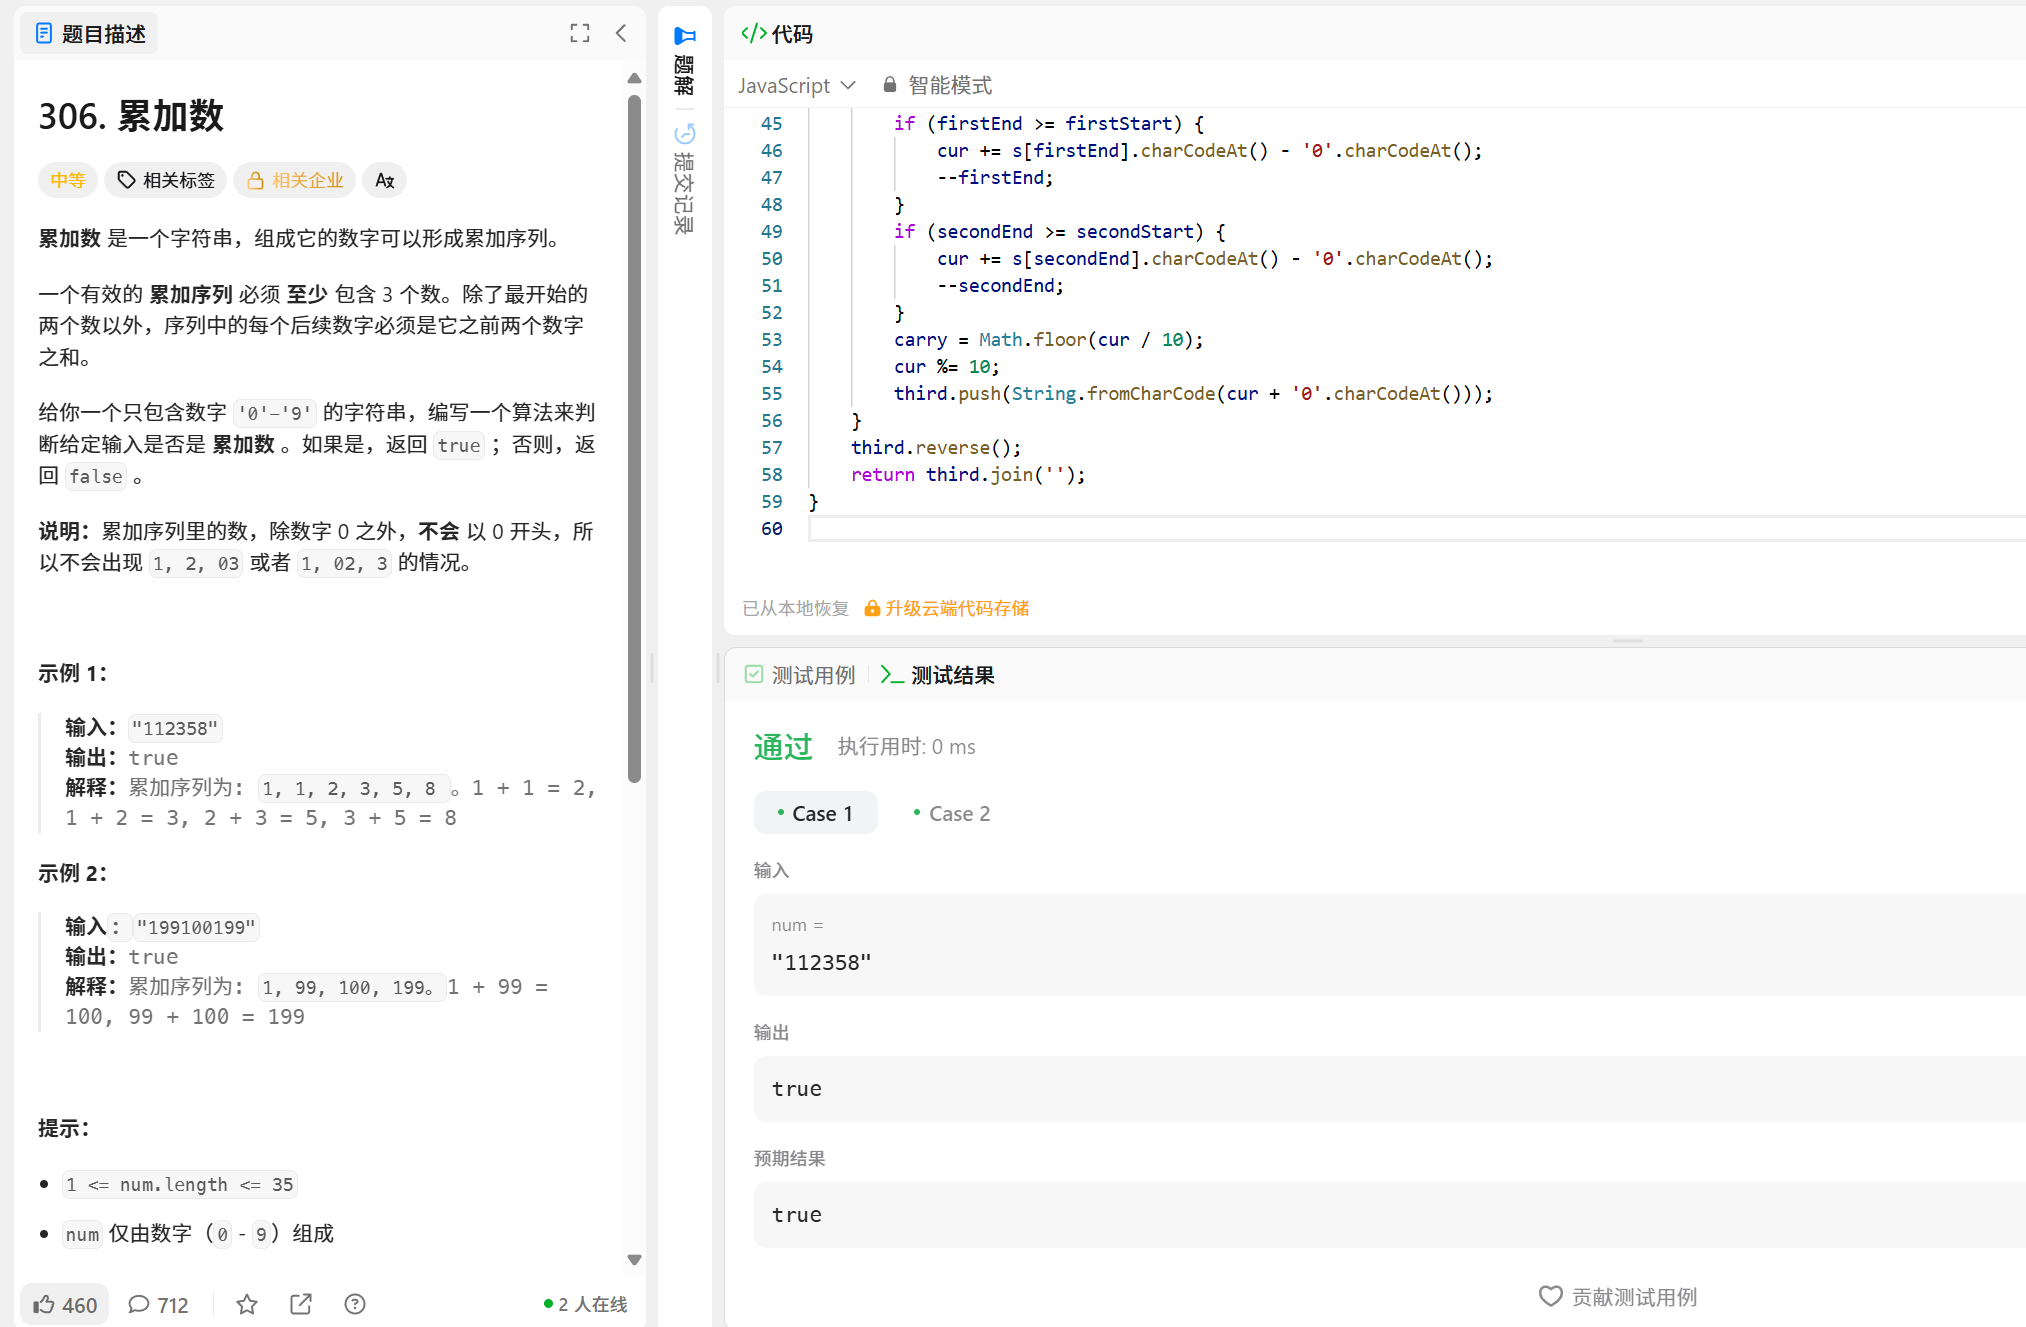 题目描述
306. 累加数
中等 相关标签 相关企业
累加数 是一个字符串，组成它的数字可以形成累加序列。
一个有效的 累加序列 必须 至少 包含 3 个数。除了最开始的
两个数以外，序列中的每个后续数字必须是它之前两个数字
之和。
给你一个只包含数字 '0'-'9' 的字符串，编写一个算法来判
断给定输入是否是 累加数 。如果是，返回 true ；否则，返
回 false 。
说明：累加序列里的数，除数字 0 之外，不会 以 0 开头，所
以不会出现 1, 2, 03 或者 1, 02, 3 的情况。
示例 1：
输入："112358"
输出：true
解释：累加序列为: 1, 1, 2, 3, 5, 8 。1 + 1 = 2,
1 + 2 = 3, 2 + 3 = 5, 3 + 5 = 8
示例 2：
输入："199100199"
输出：true
解释：累加序列为: 1, 99, 100, 199。1 + 99 =
100, 99 + 100 = 199
提示：
1 <= num.length <= 35
num 仅由数字（0 - 9）组成
460 712 2 人在线
题解
提交记录
</> 代码
JavaScript 智能模式
45 if (firstEnd >= firstStart) {
46 cur += s[firstEnd].charCodeAt() - '0'.charCodeAt();
47 --firstEnd;
48 }
49 if (secondEnd >= secondStart) {
50 cur += s[secondEnd].charCodeAt() - '0'.charCodeAt();
51 --secondEnd;
52 }
53 carry = Math.floor(cur / 10);
54 cur %= 10;
55 third.push(String.fromCharCode(cur + '0'.charCodeAt()));
56 }
57 third.reverse();
58 return third.join('');
59 }
60
已从本地恢复 升级云端代码存储
测试用例 测试结果
通过 执行用时: 0 ms
Case 1 Case 2
输入
num =
"112358"
输出
true
预期结果
true
贡献测试用例